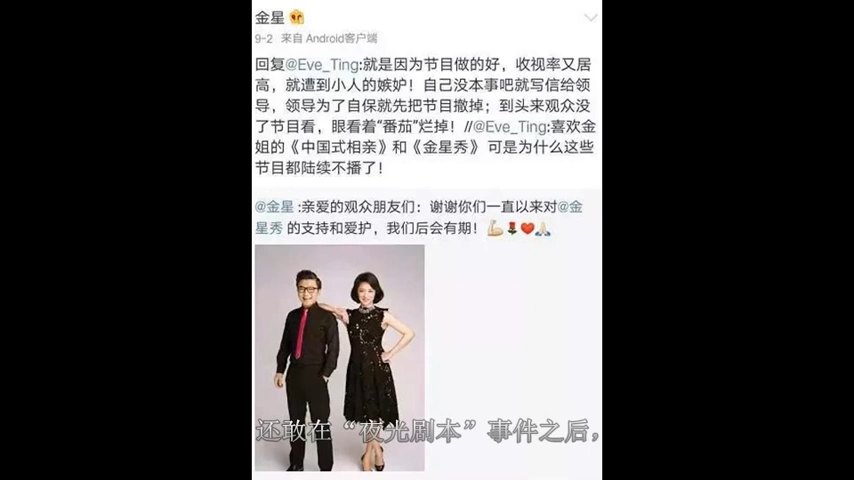 金星
9-2 来自 Android客户端
回复@Eve_Ting:就是因为节目做的好，收视率又居
高，就遭到小人的嫉妒！自己没本事吧就写信给领
导，领导为了自保就先把节目撤掉；到头来观众没
了节目看，眼看着“番茄”烂掉！//@Eve_Ting:喜欢金
姐的《中国式相亲》和《金星秀》 可是为什么这些
节目都陆续不播了！
@金星 :亲爱的观众朋友们：谢谢你们一直以来对@金
星秀 的支持和爱护，我们后会有期！💪🌹❤️🙏
还敢在“夜光剧本”事件之后，